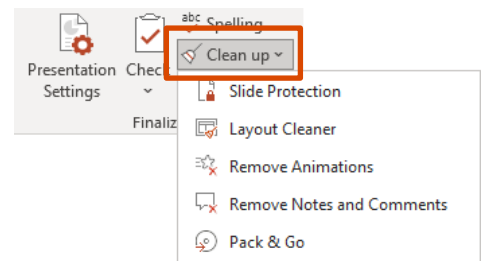 abc Spelling
Presentation Settings
Check
Clean up
Finaliz
Slide Protection
Layout Cleaner
Remove Animations
Remove Notes and Comments
Pack & Go